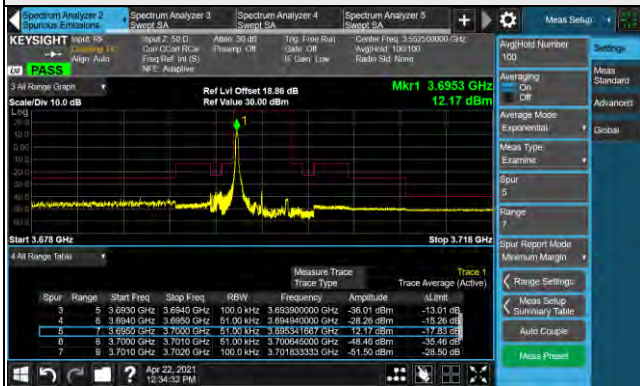 Spectrum Analyzer 2
Spurious Emissions
Spectrum Analyzer 3
Swept SA
Spectrum Analyzer 4
Swept SA
Spectrum Analyzer 5
Swept SA
+
Meas Setup
KEYSIGHT
Input: RF
Coupling: DC
Align: Auto
Input Z: 50 Ω
Corr CCorr RCal
Freq Ref: Int (S)
NFE: Adaptive
Atten: 30 dB
Preamp: Off
Trig: Free Run
Gate: Off
IF Gain: Low
Center Freq: 3.552500000 GHz
Avg|Hold: 100/100
Radio Std: None
PASS
3 All Range Graph
Ref Lvl Offset 18.86 dB
Mkr1 3.6953 GHz
Scale/Div 10.0 dB
Ref Value 30.00 dBm
12.17 dBm
Log
1
Start 3.678 GHz
Stop 3.718 GHz
4 All Range Table
Measure Trace
Trace 1
Trace Type
Trace Average (Active)
Spur Range Start Freq Stop Freq RBW Frequency Amplitude ΔLimit
3 5 3.6930 GHz 3.6940 GHz 100.0 kHz 3.693900000 GHz -36.01 dBm -13.01 dB
4 6 3.6940 GHz 3.6950 GHz 51.00 kHz 3.694940000 GHz -28.26 dBm -15.26 dB
5 7 3.6950 GHz 3.7000 GHz 51.00 kHz 3.695341667 GHz 12.17 dBm -17.83 dB
6 8 3.7000 GHz 3.7010 GHz 51.00 kHz 3.700645000 GHz -48.46 dBm -35.46 dB
7 9 3.7010 GHz 3.7020 GHz 100.0 kHz 3.701833333 GHz -51.50 dBm -28.50 dB
Apr 22, 2021
12:34:32 PM
Avg|Hold Number
100
Averaging
On
Off
Average Mode
Exponential
Meas Type
Examine
Spur
5
Range
7
Spur Report Mode
Minimum Margin
Range Settings
Meas Setup
Summary Table
Auto Couple
Meas Preset
Settings
Meas
Standard
Advanced
Global